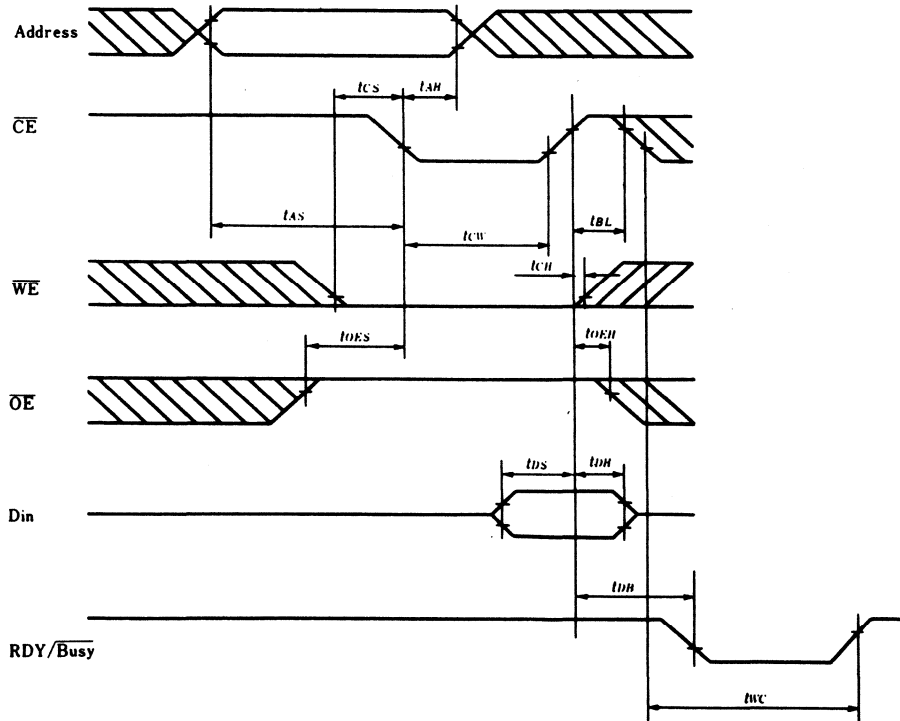 Address
tCS
tAH
CE
tAS
tCW
tBL
tCH
WE
tOES
tOEH
OE
tDS
tDH
Din
tDB
RDY/Busy
tWC